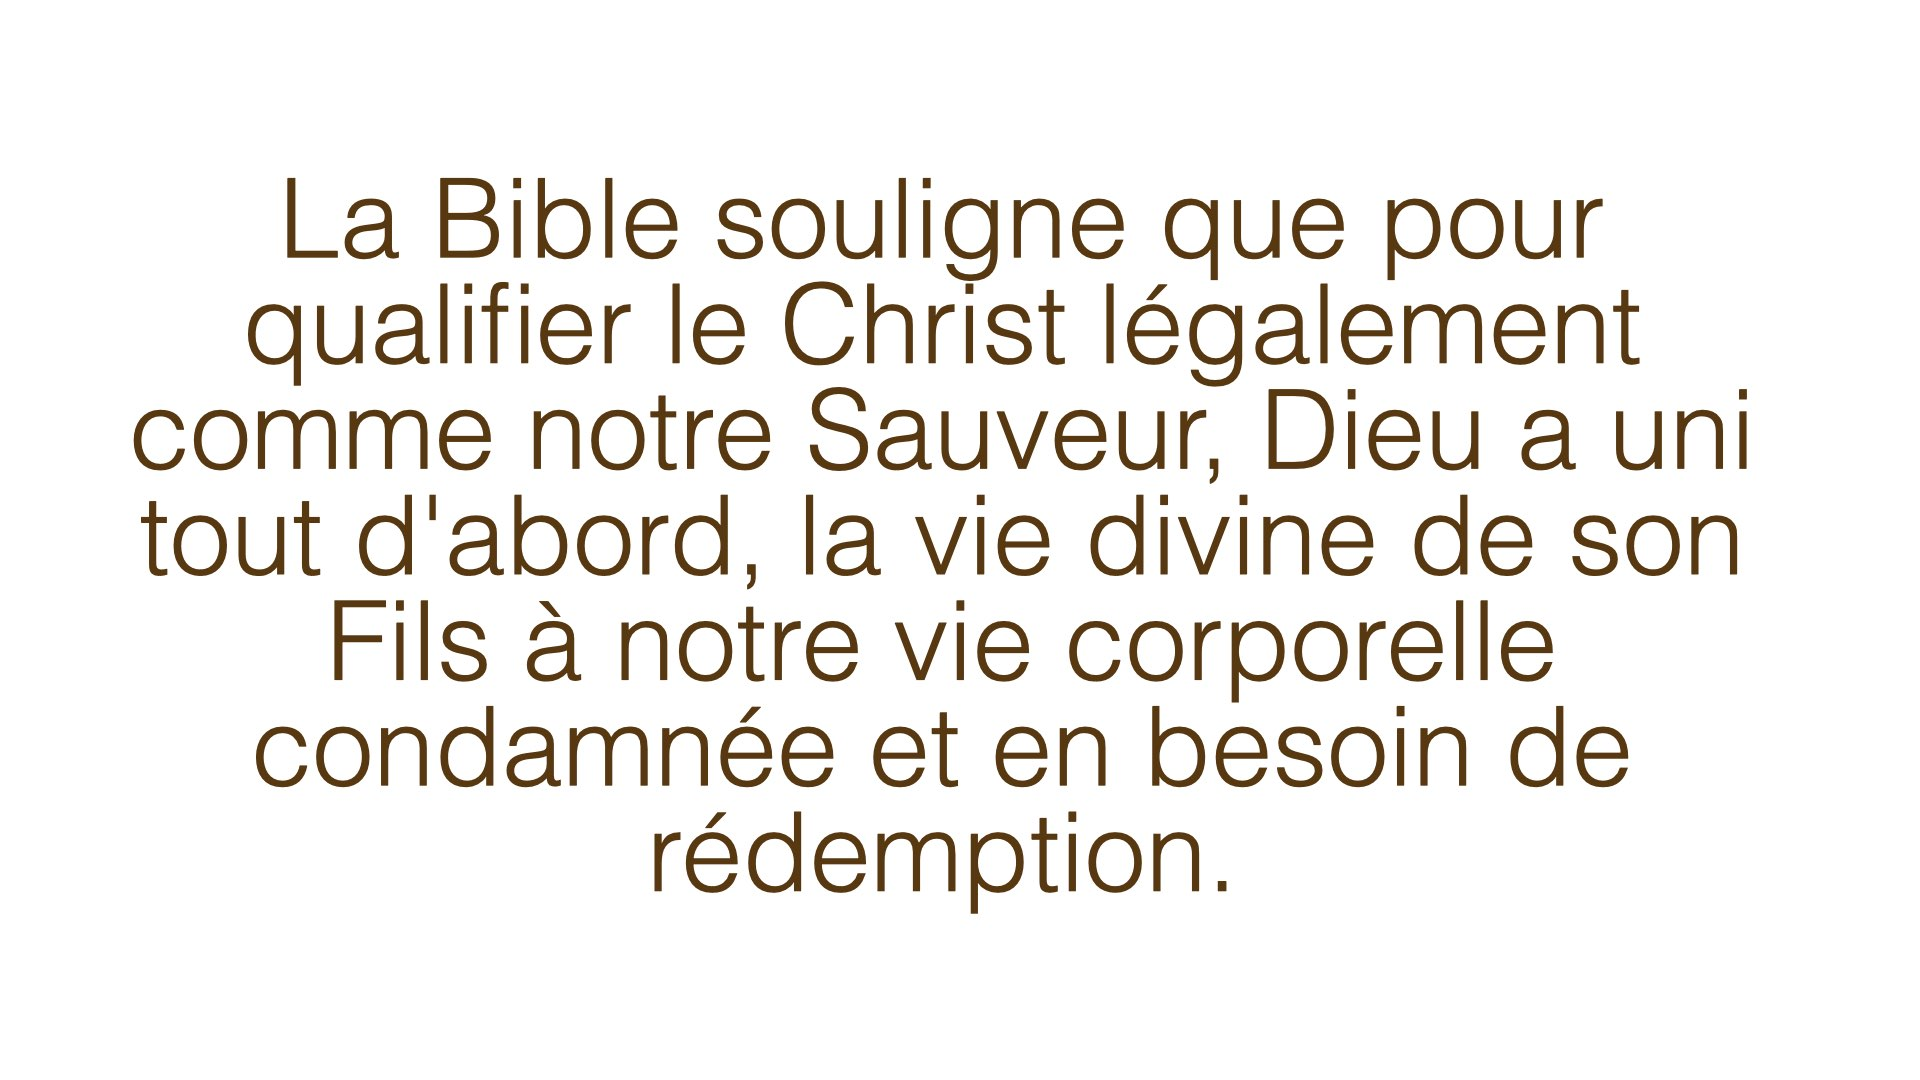 La Bible souligne que pour
qualifier le Christ légalement
comme notre Sauveur, Dieu a uni
tout d'abord, la vie divine de son
Fils à notre vie corporelle
condamnée et en besoin de
rédemption.